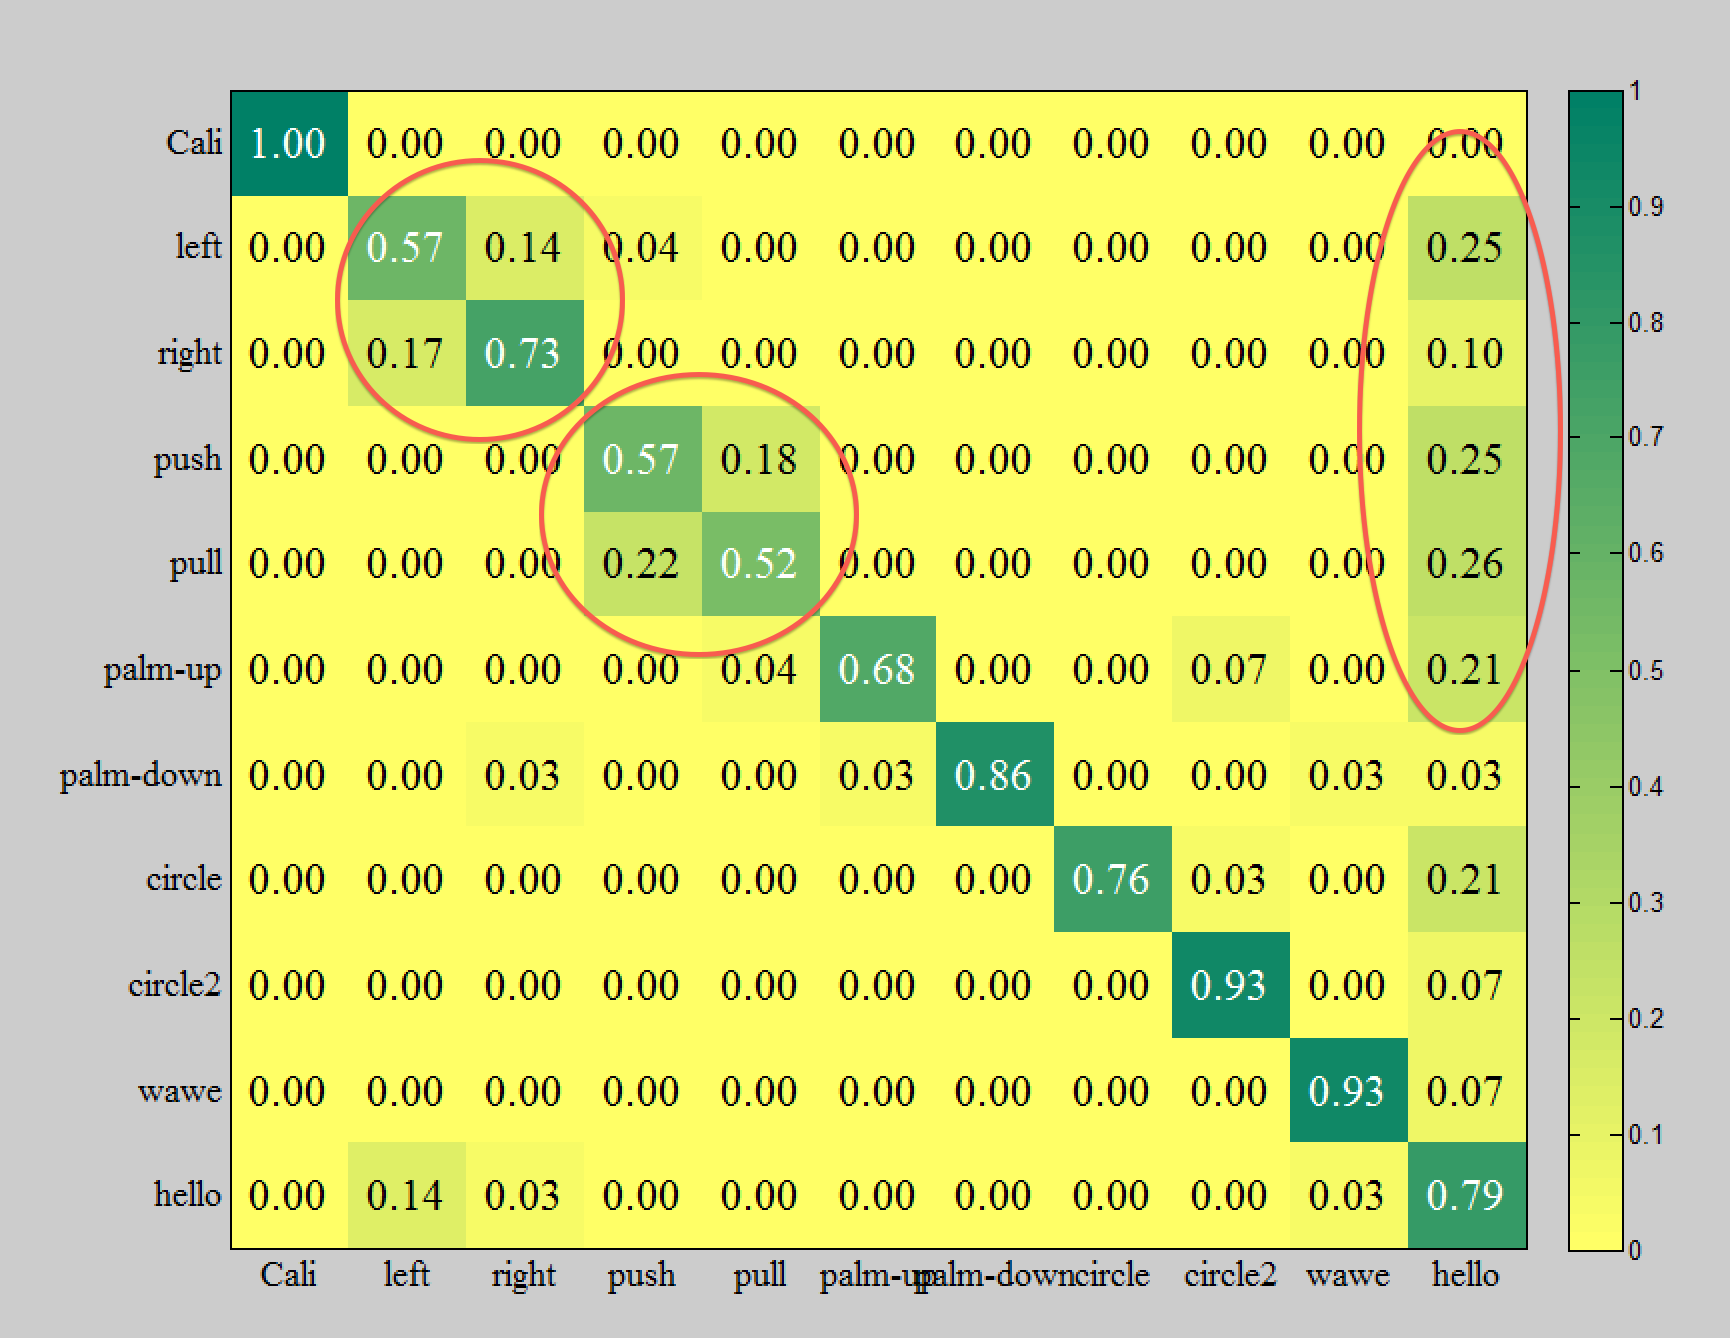 1
Cali 1.00 0.00 0.00 0.00 0.00 0.00 0.00 0.00 0.00 0.00 0.00
0.9
left 0.00 0.57 0.14 0.04 0.00 0.00 0.00 0.00 0.00 0.00 0.25
0.8
right 0.00 0.17 0.73 0.00 0.00 0.00 0.00 0.00 0.00 0.00 0.10
0.7
push 0.00 0.00 0.00 0.57 0.18 0.00 0.00 0.00 0.00 0.00 0.25
0.6
pull 0.00 0.00 0.00 0.22 0.52 0.00 0.00 0.00 0.00 0.00 0.26
0.5
palm-up 0.00 0.00 0.00 0.00 0.04 0.68 0.00 0.00 0.07 0.00 0.21
palm-down 0.00 0.00 0.03 0.00 0.00 0.03 0.86 0.00 0.00 0.03 0.03
0.4
circle 0.00 0.00 0.00 0.00 0.00 0.00 0.00 0.76 0.03 0.00 0.21
0.3
circle2 0.00 0.00 0.00 0.00 0.00 0.00 0.00 0.00 0.93 0.00 0.07
0.2
wawe 0.00 0.00 0.00 0.00 0.00 0.00 0.00 0.00 0.00 0.93 0.07
0.1
hello 0.00 0.14 0.03 0.00 0.00 0.00 0.00 0.00 0.00 0.03 0.79
0
Cali left right push pull palm-up palm-down circle circle2 wawe hello